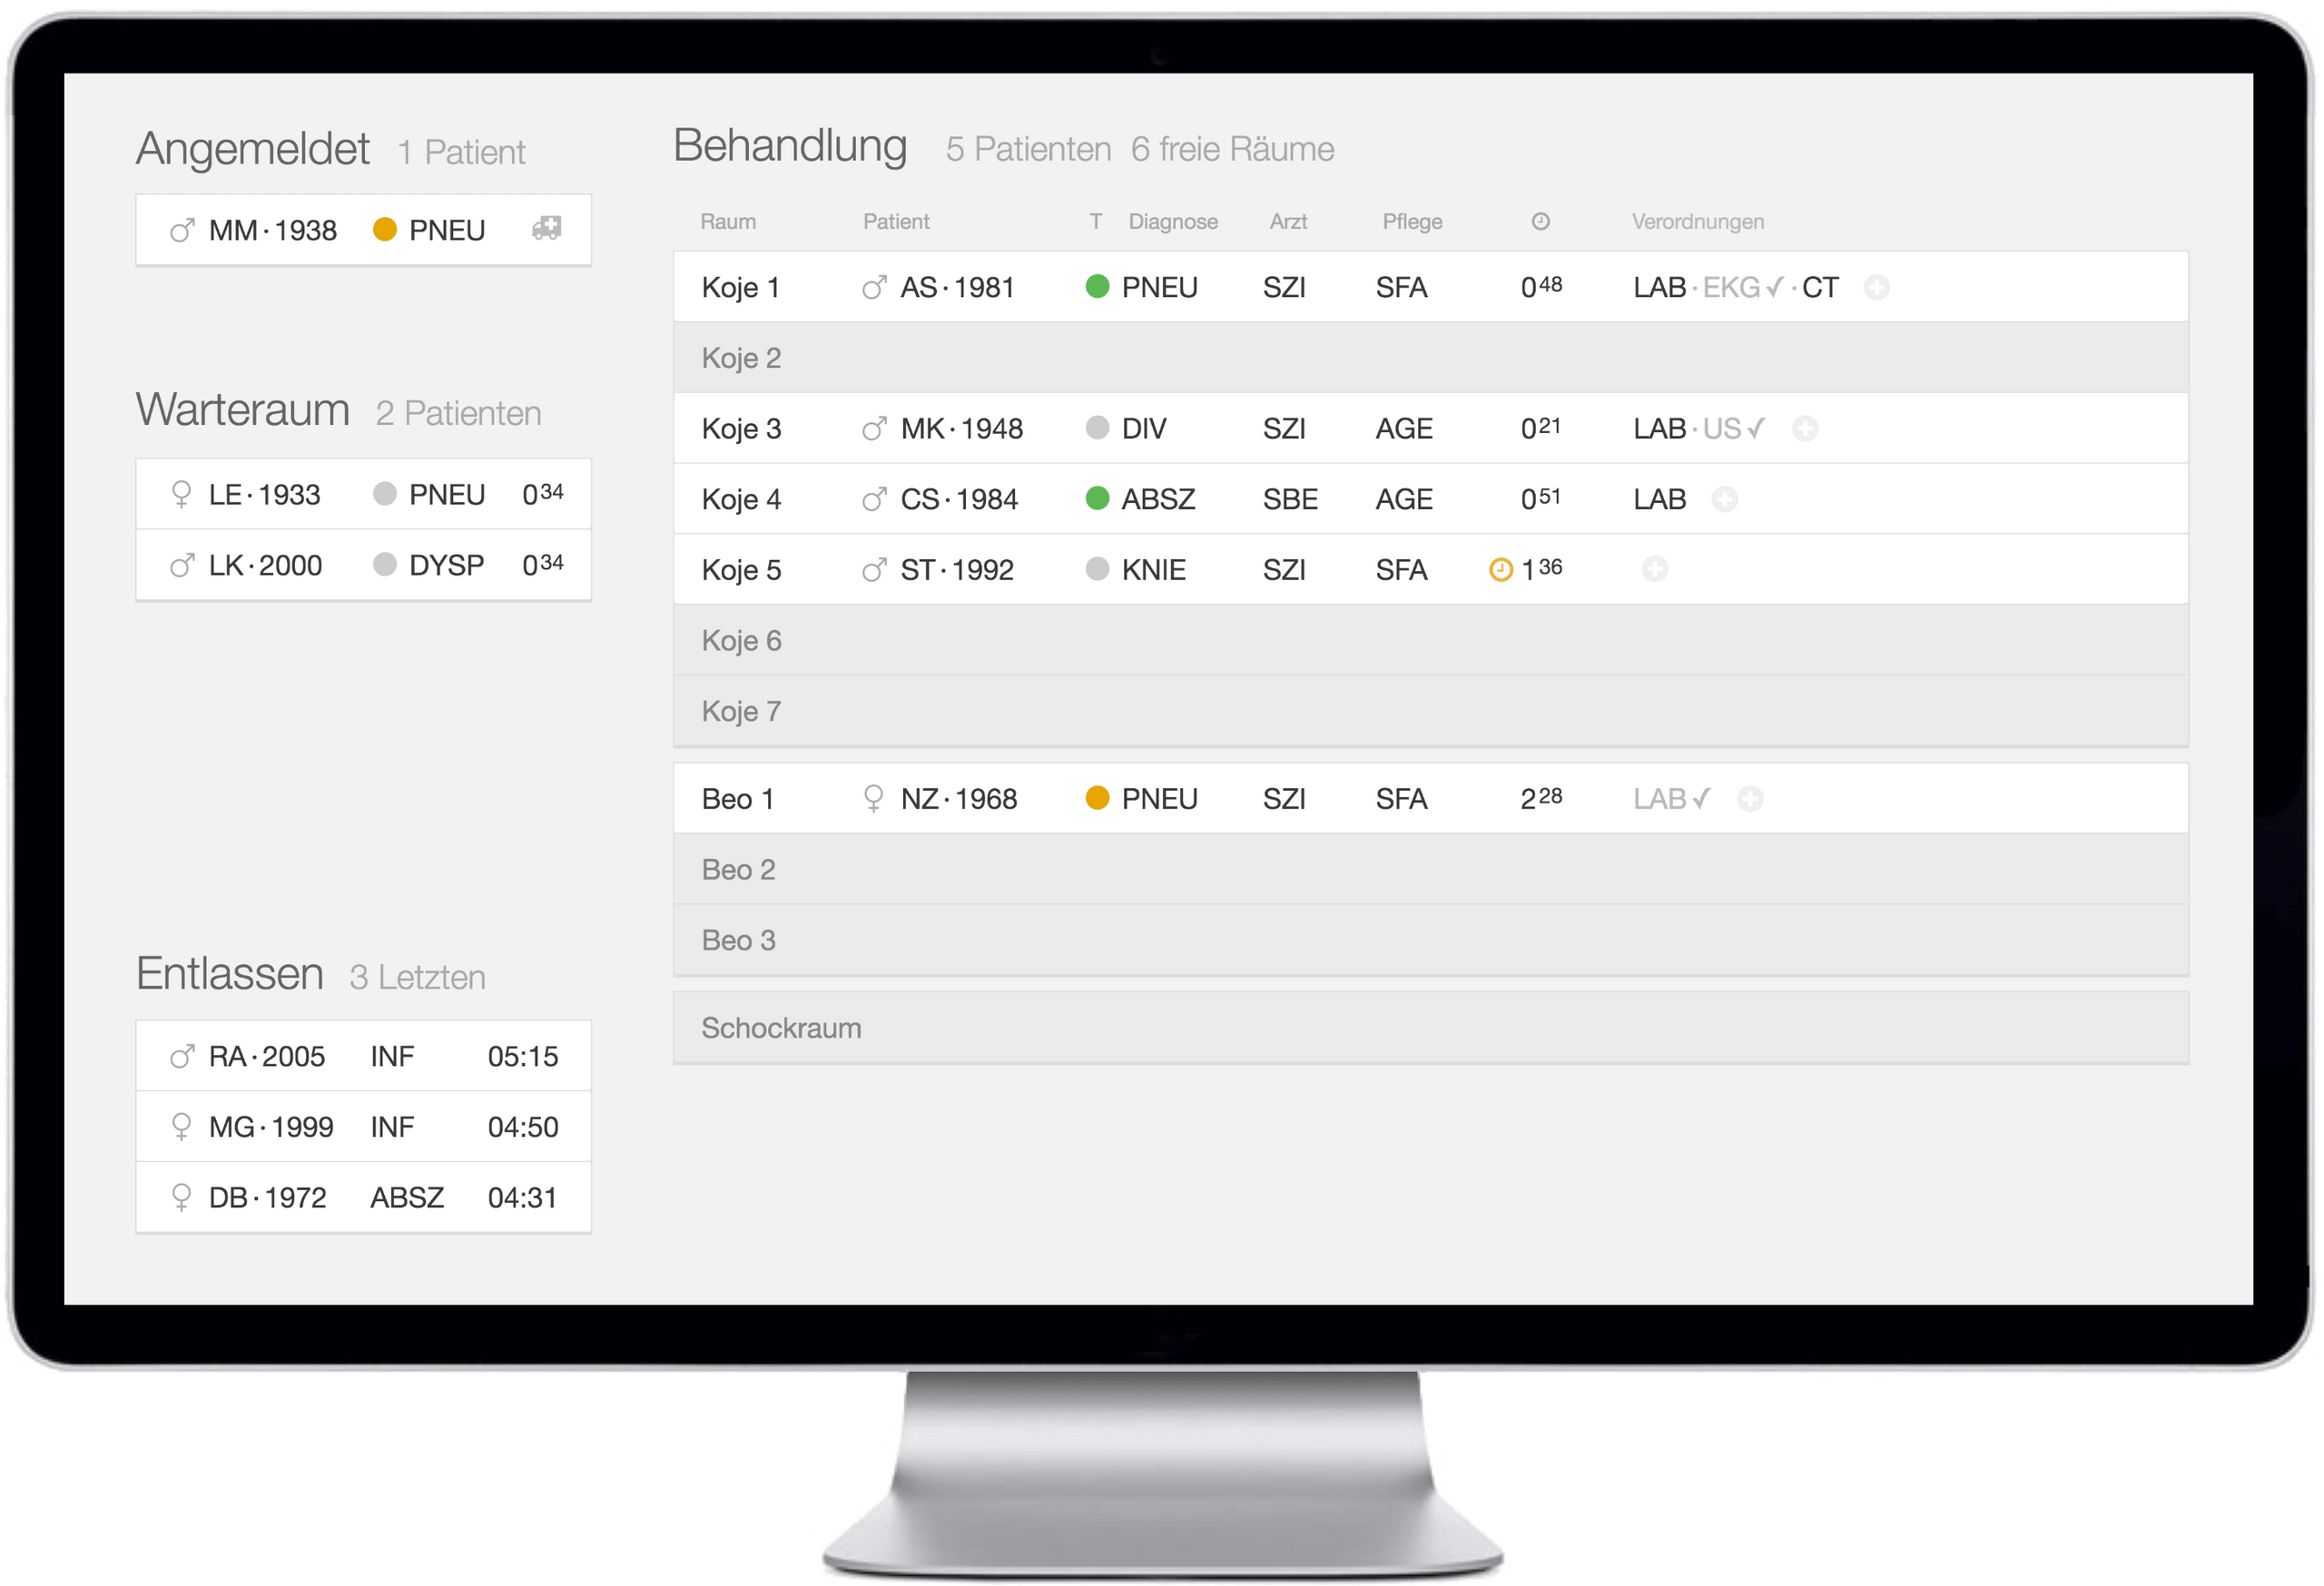 Angemeldet 1 Patient
♂ MM · 1938 PNEU
Warteraum 2 Patienten
♀ LE · 1933 PNEU 0 34
♂ LK · 2000 DYSP 0 34
Entlassen 3 Letzten
♂ RA · 2005 INF 05:15
♀ MG · 1999 INF 04:50
♀ DB · 1972 ABSZ 04:31
Behandlung 5 Patienten 6 freie Räume
Raum Patient T Diagnose Arzt Pflege Verordnungen
Koje 1 ♂ AS · 1981 PNEU SZI SFA 0 48 LAB · EKG ✓ · CT
Koje 2
Koje 3 ♂ MK · 1948 DIV SZI AGE 0 21 LAB · US ✓
Koje 4 ♂ CS · 1984 ABSZ SBE AGE 0 51 LAB
Koje 5 ♂ ST · 1992 KNIE SZI SFA 1 36
Koje 6
Koje 7
Beo 1 ♀ NZ · 1968 PNEU SZI SFA 2 28 LAB ✓
Beo 2
Beo 3
Schockraum